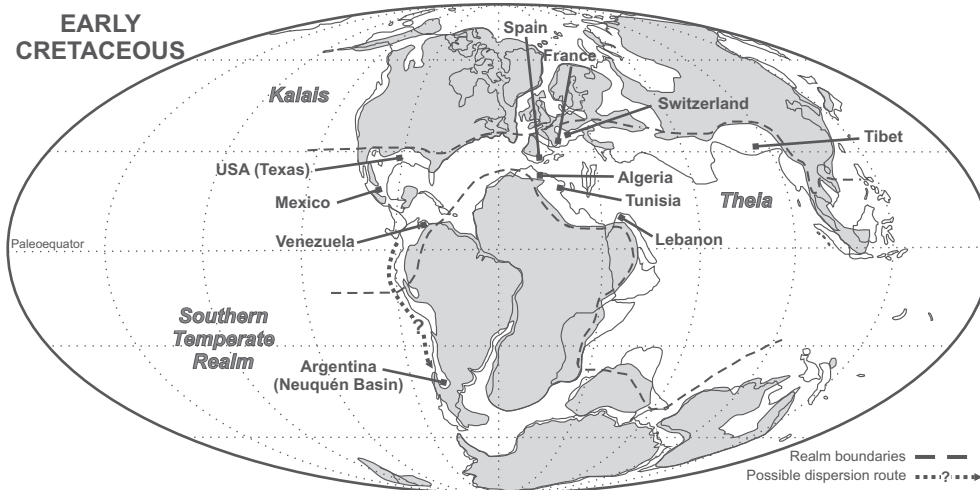 EARLY
CRETACEOUS
Spain
France
Kalais
Switzerland
Tibet
USA (Texas)
Algeria
Mexico
Tunisia
Thela
Venezuela
Lebanon
Paleoequator
Southern
Temperate
Realm
?
Argentina
(Neuquén Basin)
Realm boundaries
Possible dispersion route
?